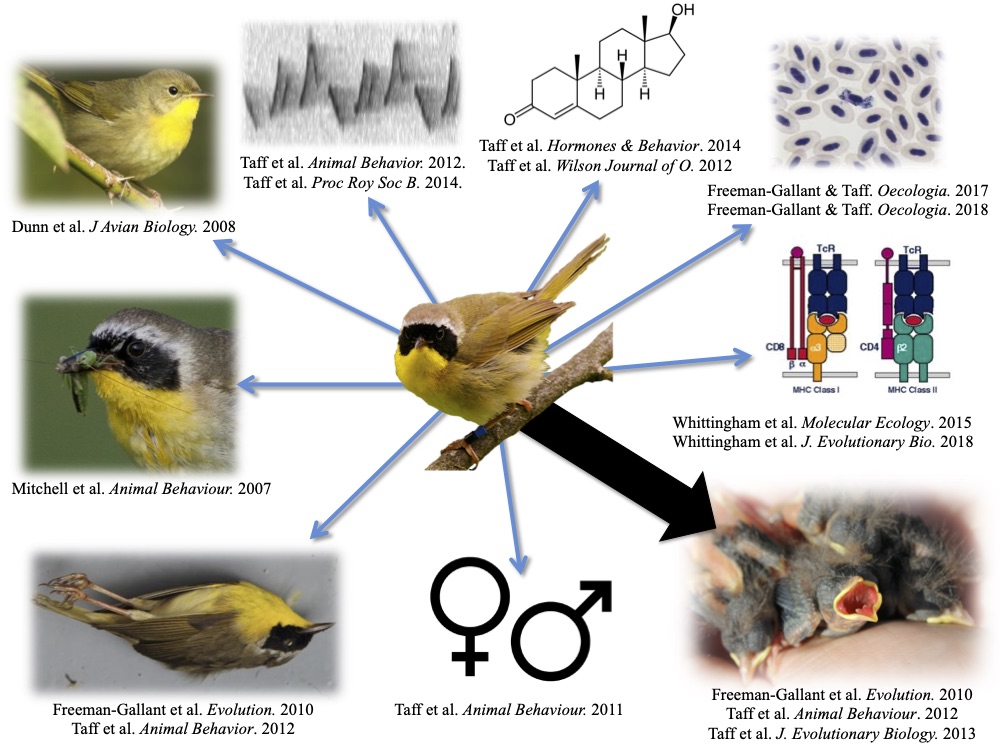 OH
H
H
H
O
Taff et al. Animal Behavior. 2012.
Taff et al. Proc Roy Soc B. 2014.
Taff et al. Hormones & Behavior. 2014
Taff et al. Wilson Journal of O. 2012
Freeman-Gallant & Taff. Oecologia. 2017
Freeman-Gallant & Taff. Oecologia. 2018
Dunn et al. J Avian Biology. 2008
TcR
TcR
CD8
α3
CD4
β2
β α
MHC Class I
MHC Class II
Whittingham et al. Molecular Ecology. 2015
Whittingham et al. J. Evolutionary Bio. 2018
Mitchell et al. Animal Behaviour. 2007
Freeman-Gallant et al. Evolution. 2010
Taff et al. Animal Behavior. 2012
Taff et al. Animal Behaviour. 2011
Freeman-Gallant et al. Evolution. 2010
Taff et al. Animal Behaviour. 2012
Taff et al. J. Evolutionary Biology. 2013